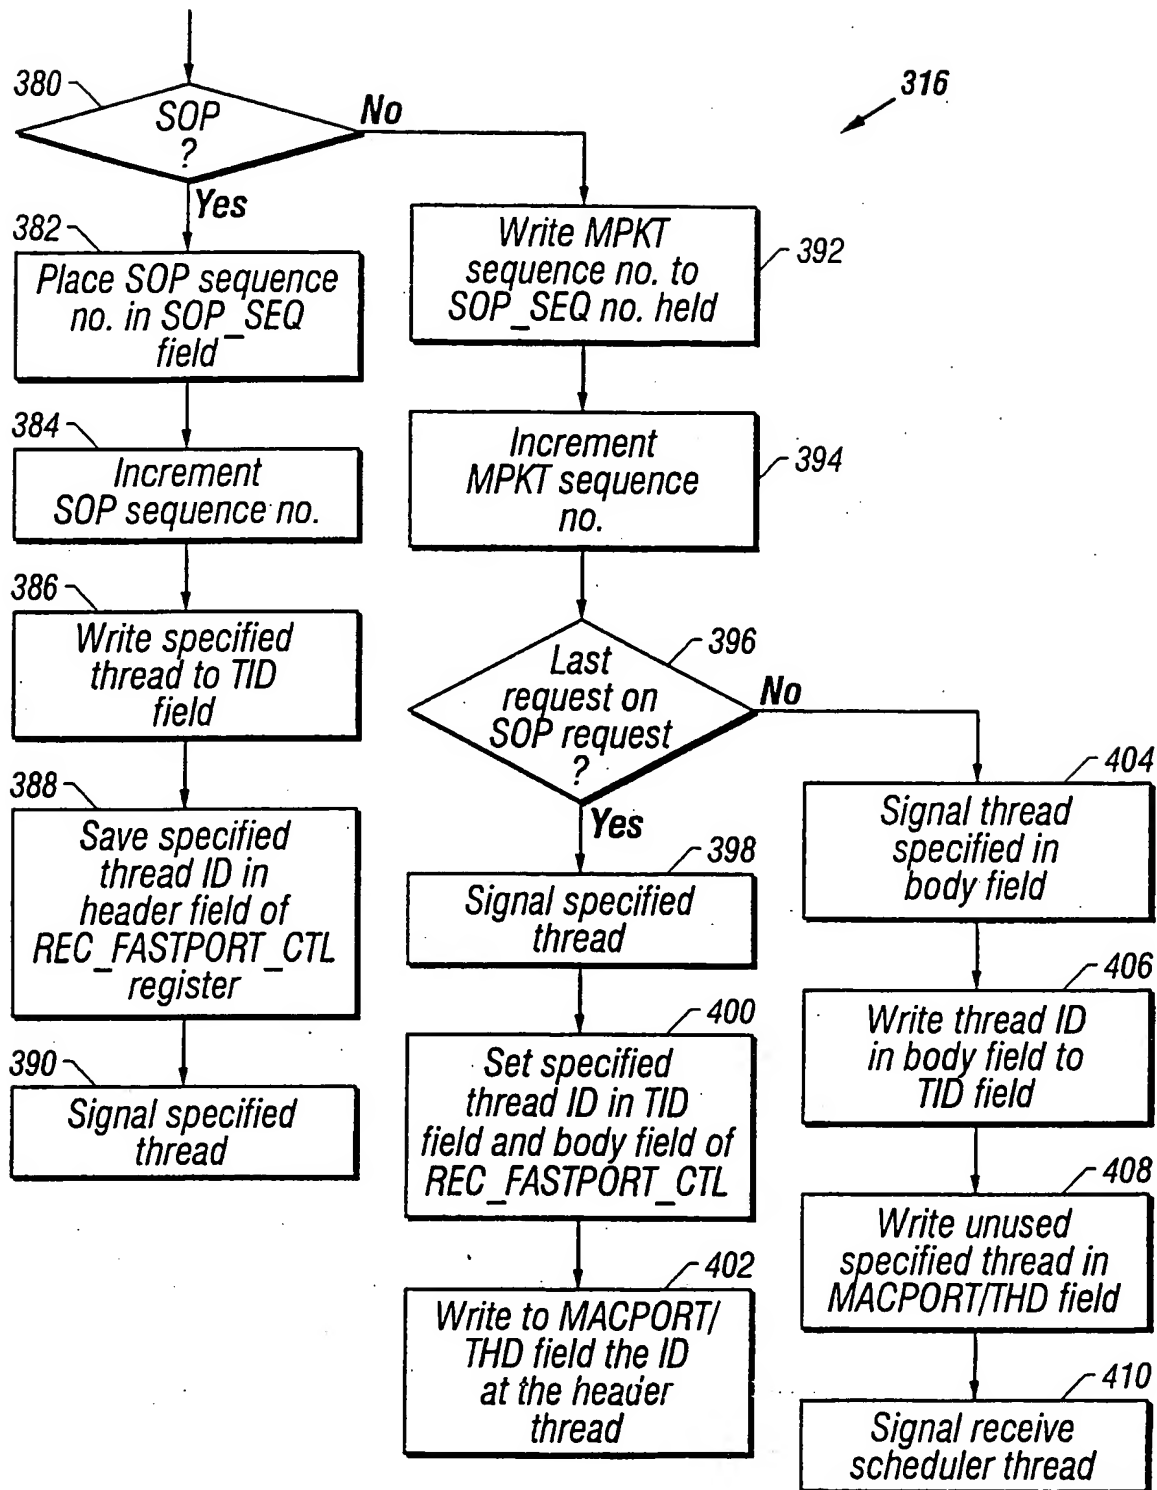 316
380
SOP
?
No
Yes
382
Place SOP sequence
no. in SOP_SEQ
field
384
Increment
SOP sequence no.
386
Write specified
thread to TID
field
388
Save specified
thread ID in
header field of
REC_FASTPORT_CTL
register
390
Signal specified
thread
Write MPKT
sequence no. to
SOP_SEQ no. held
392
Increment
MPKT sequence
no.
394
Last
request on
SOP request
?
396
No
Yes
398
Signal specified
thread
400
Set specified
thread ID in TID
field and body field of
REC_FASTPORT_CTL
402
Write to MACPORT/
THD field the ID
at the header
thread
404
Signal thread
specified in
body field
406
Write thread ID
in body field to
TID field
408
Write unused
specified thread in
MACPORT/THD field
410
Signal receive
scheduler thread